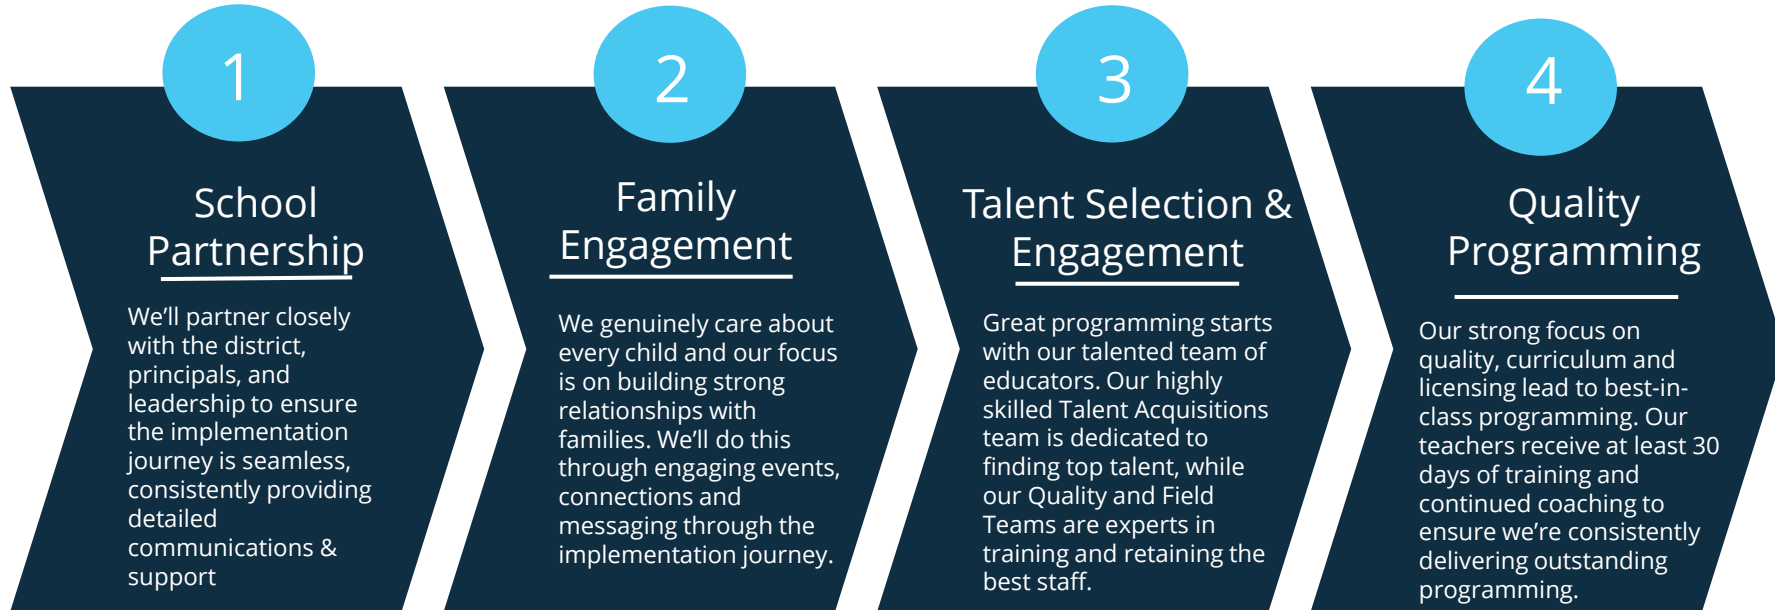 1
School
Partnership
We’ll partner closely
with the district,
principals, and
leadership to ensure
the implementation
journey is seamless,
consistently providing
detailed
communications &
support
2
Family
Engagement
We genuinely care about
every child and our focus
is on building strong
relationships with
families. We’ll do this
through engaging events,
connections and
messaging through the
implementation journey.
3
Talent Selection &
Engagement
Great programming starts
with our talented team of
educators. Our highly
skilled Talent Acquisitions
team is dedicated to
finding top talent, while
our Quality and Field
Teams are experts in
training and retaining the
best staff.
4
Quality
Programming
Our strong focus on
quality, curriculum and
licensing lead to best-in-
class programming. Our
teachers receive at least 30
days of training and
continued coaching to
ensure we’re consistently
delivering outstanding
programming.